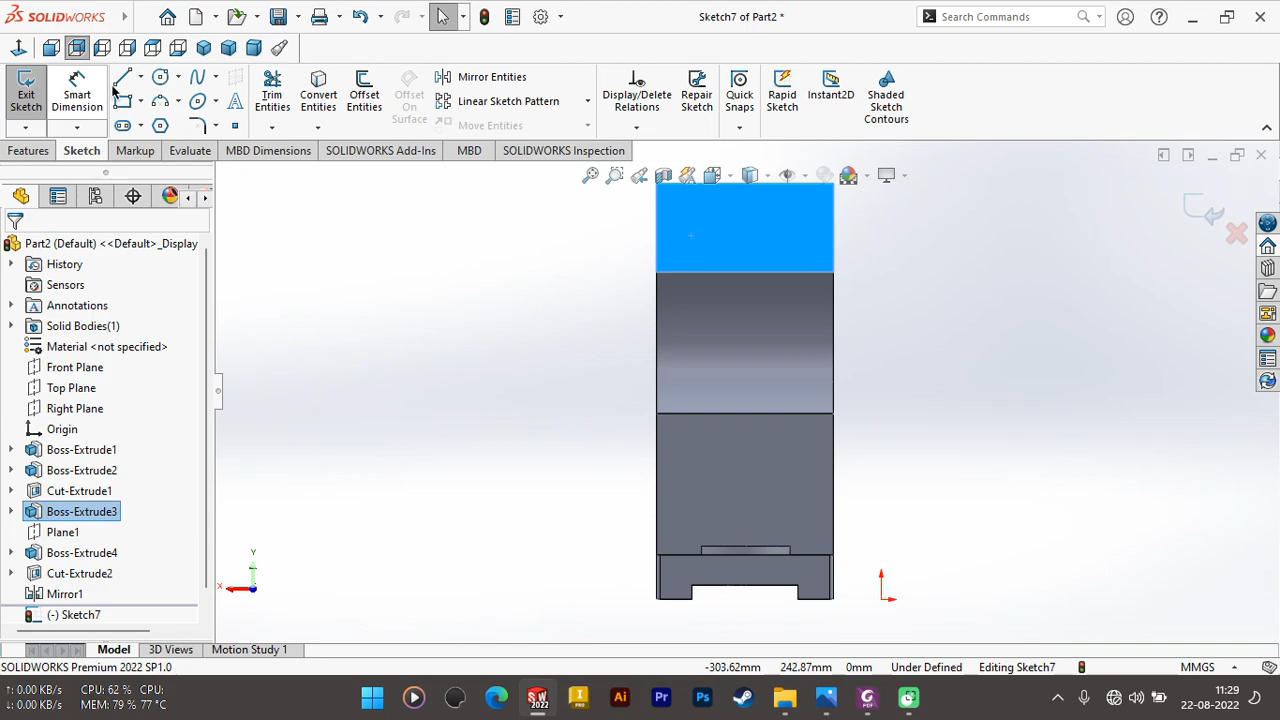 SOLIDWORKS
Sketch7 of Part2 *
Search Commands
Exit Sketch
Smart Dimension
Trim Entities
Convert Entities
Offset Entities
Offset On Surface
Mirror Entities
Linear Sketch Pattern
Move Entities
Display/Delete Relations
Repair Sketch
Quick Snaps
Rapid Sketch
Instant2D
Shaded Sketch Contours
Features
Sketch
Markup
Evaluate
MBD Dimensions
SOLIDWORKS Add-Ins
MBD
SOLIDWORKS Inspection
Part2 (Default) <<Default>_Display
History
Sensors
Annotations
Solid Bodies(1)
Material <not specified>
Front Plane
Top Plane
Right Plane
Origin
Boss-Extrude1
Boss-Extrude2
Cut-Extrude1
Boss-Extrude3
Plane1
Boss-Extrude4
Cut-Extrude2
Mirror1
(-) Sketch7
Y
X
Model
3D Views
Motion Study 1
SOLIDWORKS Premium 2022 SP1.0
-303.62mm
242.87mm
0mm
Under Defined
Editing Sketch7
MMGS
↑: 0.00 KB/s
↓: 0.00 KB/s
CPU: 62 %
MEM: 79 %
CPU:
77 °C
11:29
22-08-2022